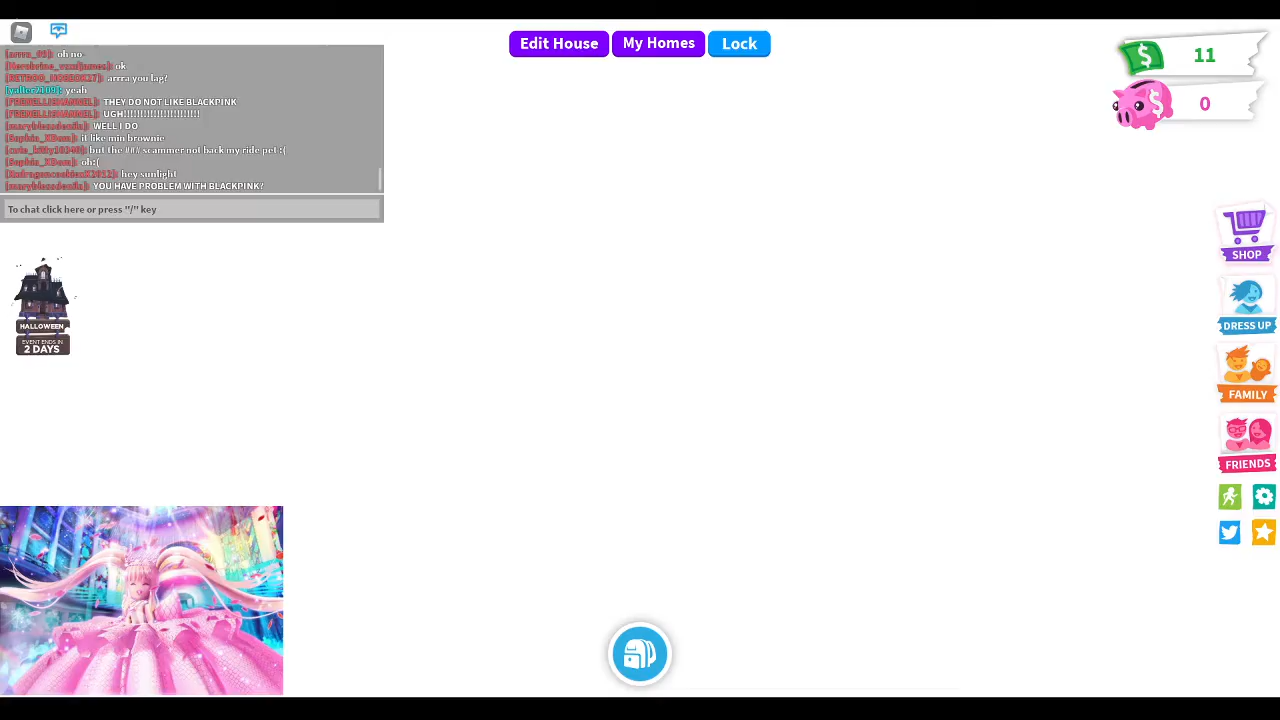 Edit House
My Homes
Lock
11
0
oh no-
ok
arrra you lag?
yeah
THEY DO NOT LIKE BLACKPINK
UGH!!!!!!!!!!!!!!!!!!!!!!
WELL I DO
it like min brownie
but the ### scammer not back my ride pet :(
oh:(
hey sunlight
YOU HAVE PROBLEM WITH BLACKPINK?
To chat click here or press "/" key
HALLOWEEN
EVENT ENDS IN
2 DAYS
SHOP
DRESS UP
FAMILY
FRIENDS